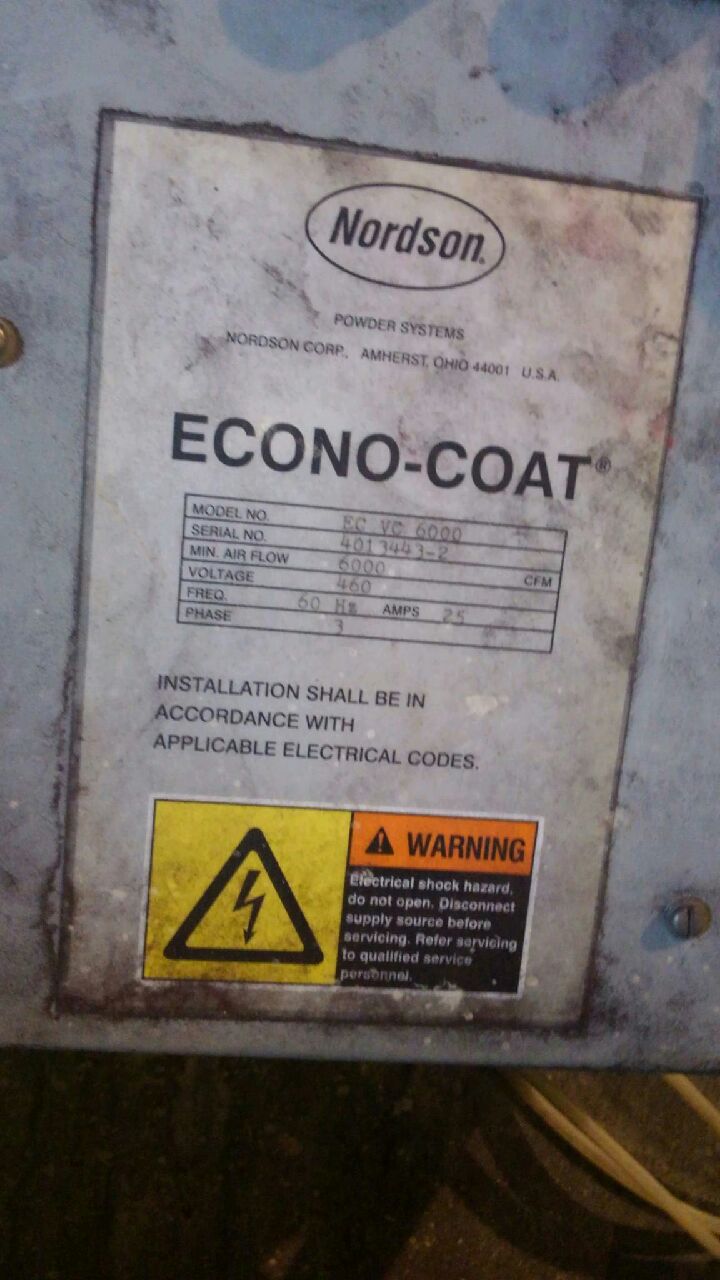 Nordson
POWDER SYSTEMS
NORDSON CORP., AMHERST, OHIO 44001 U.S.A.
ECONO-COAT®
MODEL NO. EC VC 6000
SERIAL NO. 4013443-2
MIN. AIR FLOW 6000 CFM
VOLTAGE 460
FREQ. 60 Hz AMPS 25
PHASE 3
INSTALLATION SHALL BE IN
ACCORDANCE WITH
APPLICABLE ELECTRICAL CODES.
WARNING
Electrical shock hazard,
do not open. Disconnect
supply source before
servicing. Refer servicing
to qualified service
personnel.